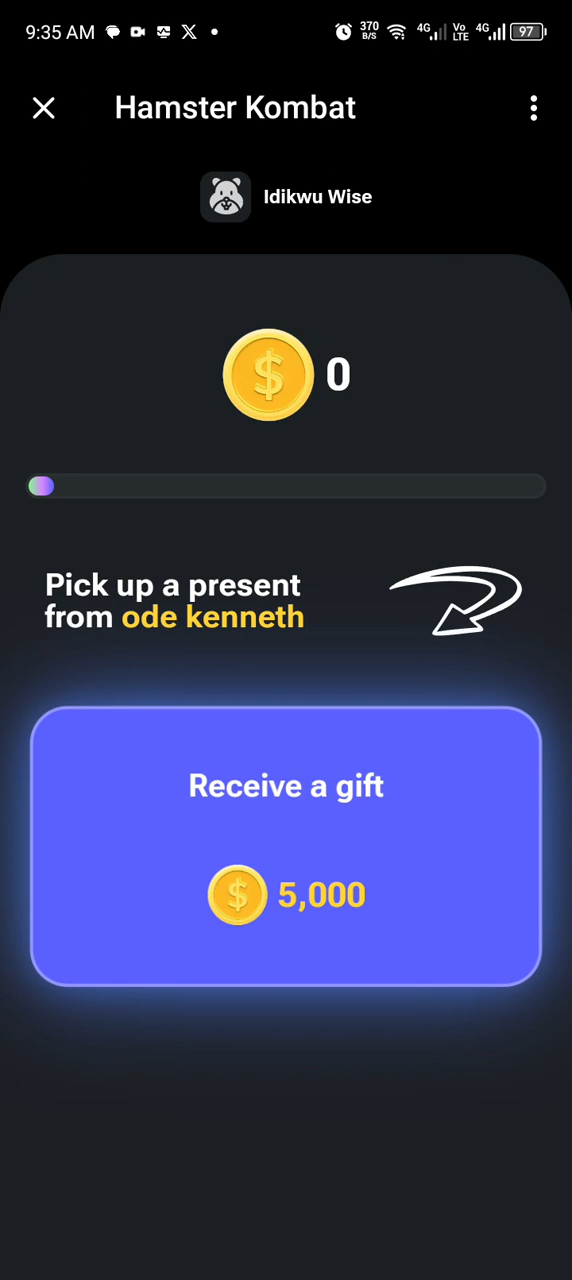 9:35 AM
370
B/S
4G
Vo
LTE
4G
97
Hamster Kombat
Idikwu Wise
$ 0
Pick up a present
from ode kenneth
Receive a gift
$ 5,000